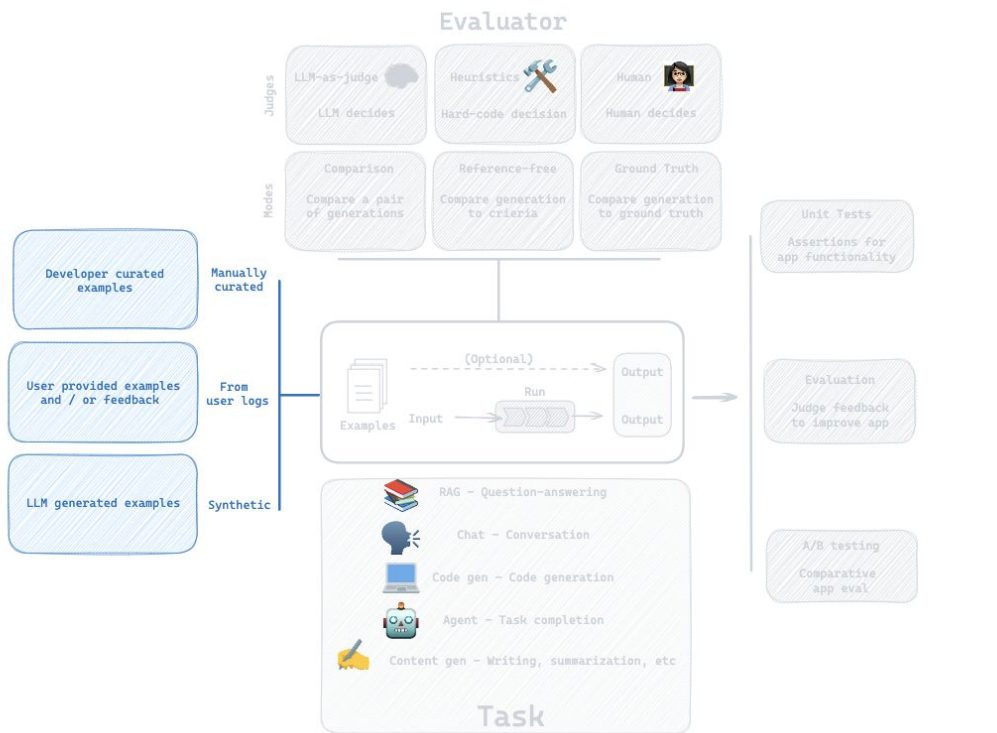 Evaluator
Judges
LLM-as-judge
LLM decides
Heuristics
Hard-code decision
Human
Human decides
Modes
Comparison
Compare a pair
of generations
Reference-free
Compare generation
to crieria
Ground Truth
Compare generation
to ground truth
Developer curated
examples
Manually
curated
User provided examples
and / or feedback
From
user logs
LLM generated examples
Synthetic
Examples
(Optional)
Input
Run
Output
Output
Unit Tests
Assertions for
app functionality
Evaluation
Judge feedback
to improve app
A/B testing
Comparative
app eval
RAG - Question-answering
Chat - Conversation
Code gen - Code generation
Agent - Task completion
Content gen - Writing, summarization, etc
Task